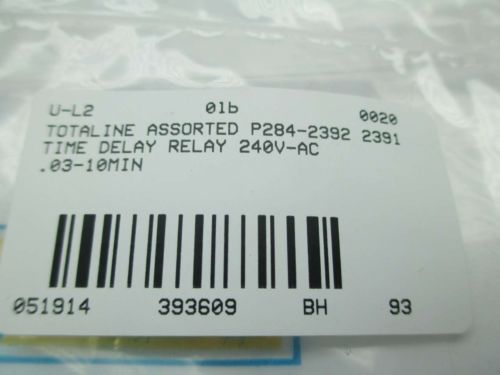 U-L2 01b 0020
TOTALINE ASSORTED P284-2392 2391
TIME DELAY RELAY 240V-AC
.03-10MIN
051914 393609 BH 93